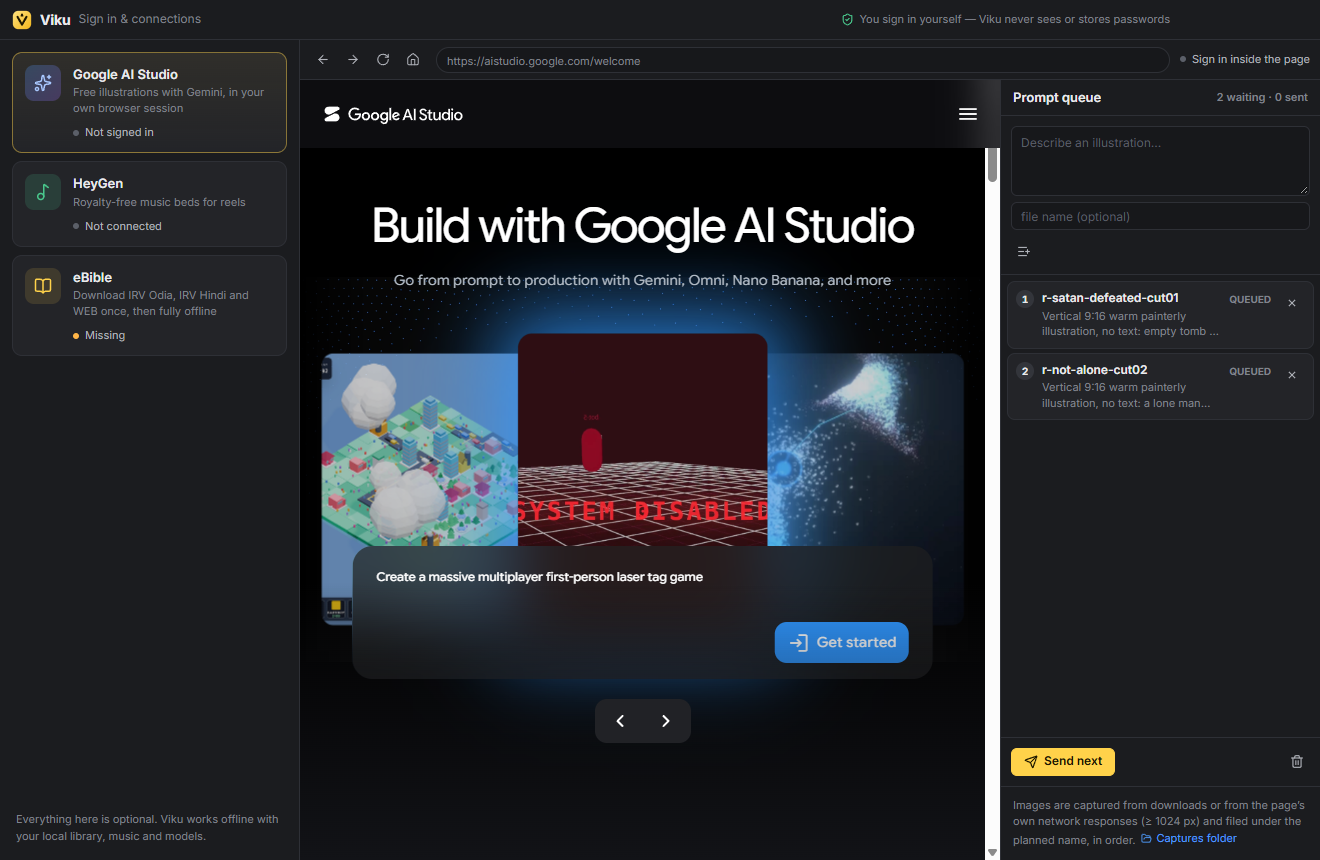 Viku Sign in & connections
You sign in yourself — Viku never sees or stores passwords
Google AI Studio
Free illustrations with Gemini, in your
own browser session
Not signed in
HeyGen
Royalty-free music beds for reels
Not connected
eBible
Download IRV Odia, IRV Hindi and
WEB once, then fully offline
Missing
Everything here is optional. Viku works offline with
your local library, music and models.
https://aistudio.google.com/welcome
Sign in inside the page
Google AI Studio
Build with Google AI Studio
Go from prompt to production with Gemini, Omni, Nano Banana, and more
SYSTEM DISABLED
Create a massive multiplayer first-person laser tag game
Get started
Prompt queue
2 waiting · 0 sent
Describe an illustration...
file name (optional)
1 r-satan-defeated-cut01 QUEUED
Vertical 9:16 warm painterly
illustration, no text: empty tomb ...
2 r-not-alone-cut02 QUEUED
Vertical 9:16 warm painterly
illustration, no text: a lone man...
Send next
Images are captured from downloads or from the page's
own network responses (≥ 1024 px) and filed under the
planned name, in order. Captures folder